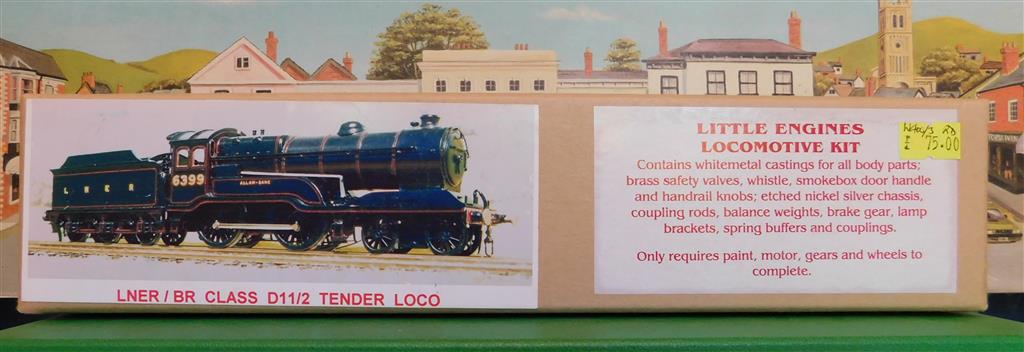 L N E R
6399
LNER / BR CLASS D11/2 TENDER LOCO
LITTLE ENGINES
LOCOMOTIVE KIT
Contains whitemetal castings for all body parts;
brass safety valves, whistle, smokebox door handle
and handrail knobs; etched nickel silver chassis,
coupling rods, balance weights, brake gear, lamp
brackets, spring buffers and couplings.
Only requires paint, motor, gears and wheels to
complete.
£ 75.00